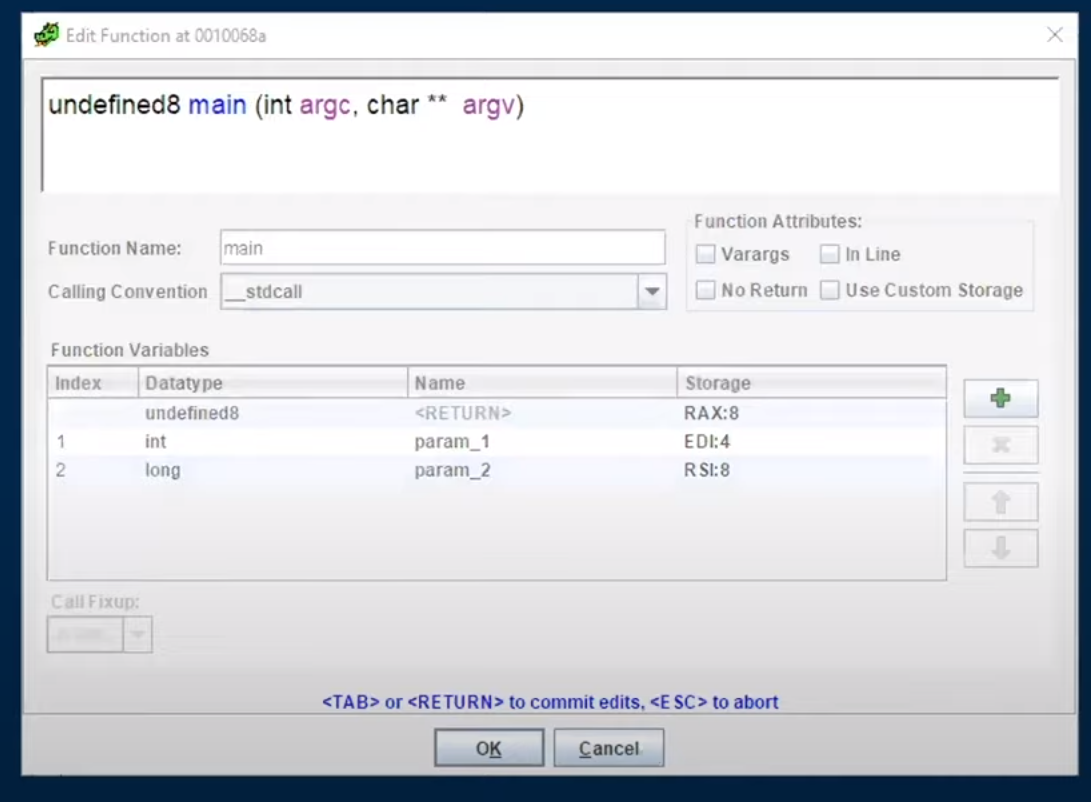 Edit Function at 0010068a
undefined8 main (int argc, char ** argv)
Function Name: main
Calling Convention __stdcall
Function Attributes:
Varargs In Line
No Return Use Custom Storage
Function Variables
Index Datatype Name Storage
undefined8 <RETURN> RAX:8
1 int param_1 EDI:4
2 long param_2 RSI:8
Call Fixup:
<TAB> or <RETURN> to commit edits, <ESC> to abort
OK Cancel